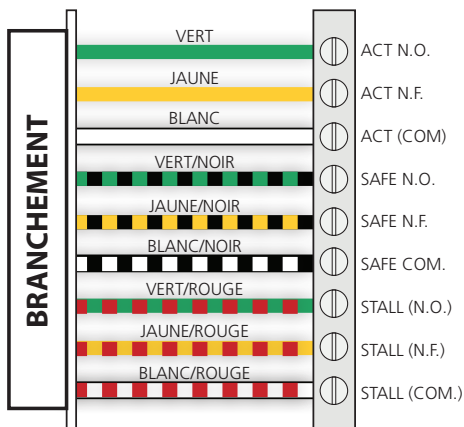 BRANCHEMENT
VERT
ACT N.O.
JAUNE
ACT N.F.
BLANC
ACT (COM)
VERT/NOIR
SAFE N.O.
JAUNE/NOIR
SAFE N.F.
BLANC/NOIR
SAFE COM.
VERT/ROUGE
STALL (N.O.)
JAUNE/ROUGE
STALL (N.F.)
BLANC/ROUGE
STALL (COM.)